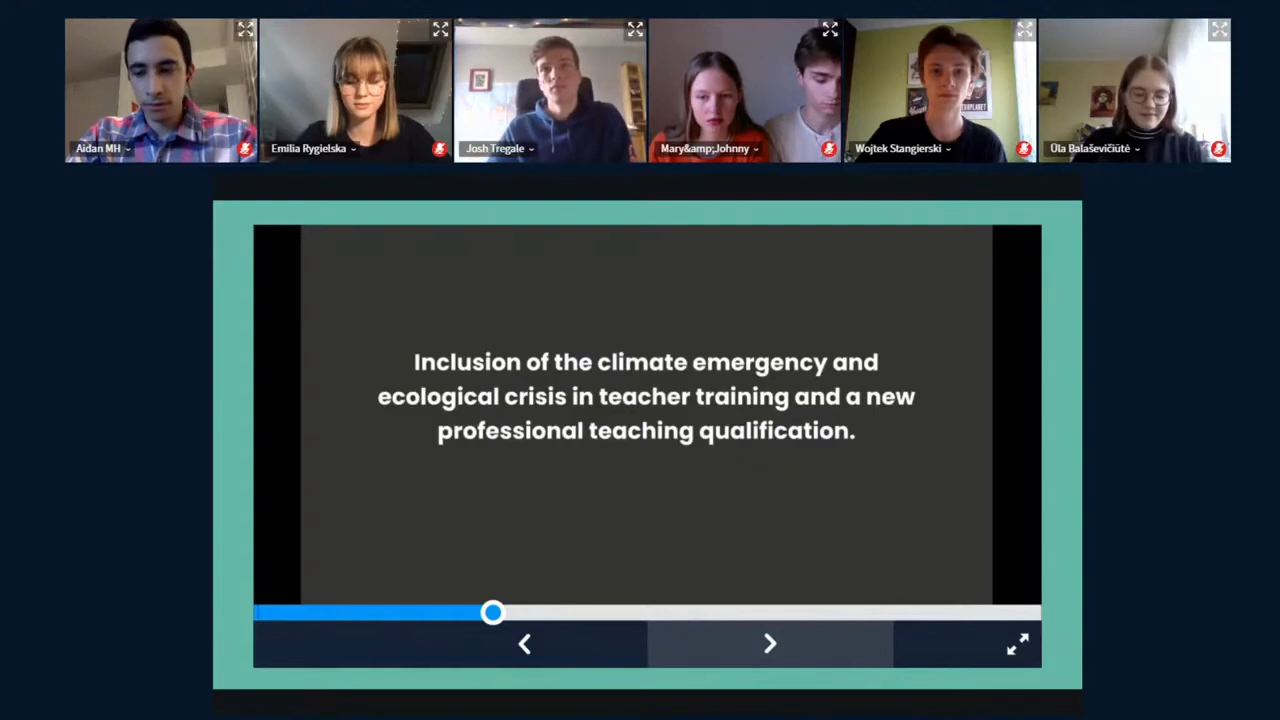 Aidan MH
Emilia Rygielska
Josh Tregale
Mary&amp;Johnny
Wojtek Stangierski
Ūla Balaševičiūtė
Inclusion of the climate emergency and
ecological crisis in teacher training and a new
professional teaching qualification.